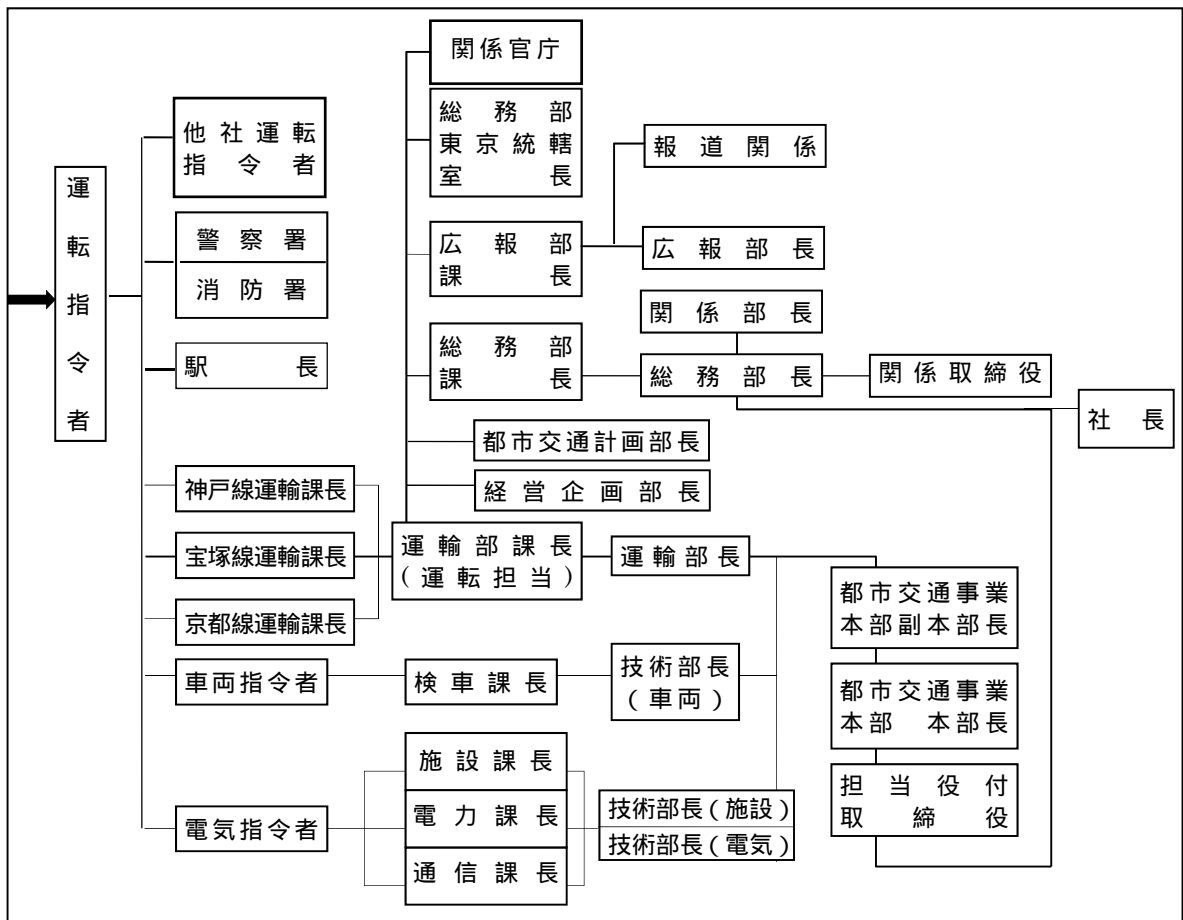 運転指令者
他社運転
指令者
警察署
消防署
駅長
神戸線運輸課長
宝塚線運輸課長
京都線運輸課長
車両指令者
電気指令者
関係官庁
総務部
東京統轄
室長
広報部
課長
総務部
課長
都市交通計画部長
経営企画部長
運輸部課長
(運転担当)
検車課長
施設課長
電力課長
通信課長
報道関係
広報部長
関係部長
総務部長
関係取締役
社長
運輸部長
技術部長
(車両)
技術部長(施設)
技術部長(電気)
都市交通事業
本部副本部長
都市交通事業
本部 本部長
担当役付
取締役